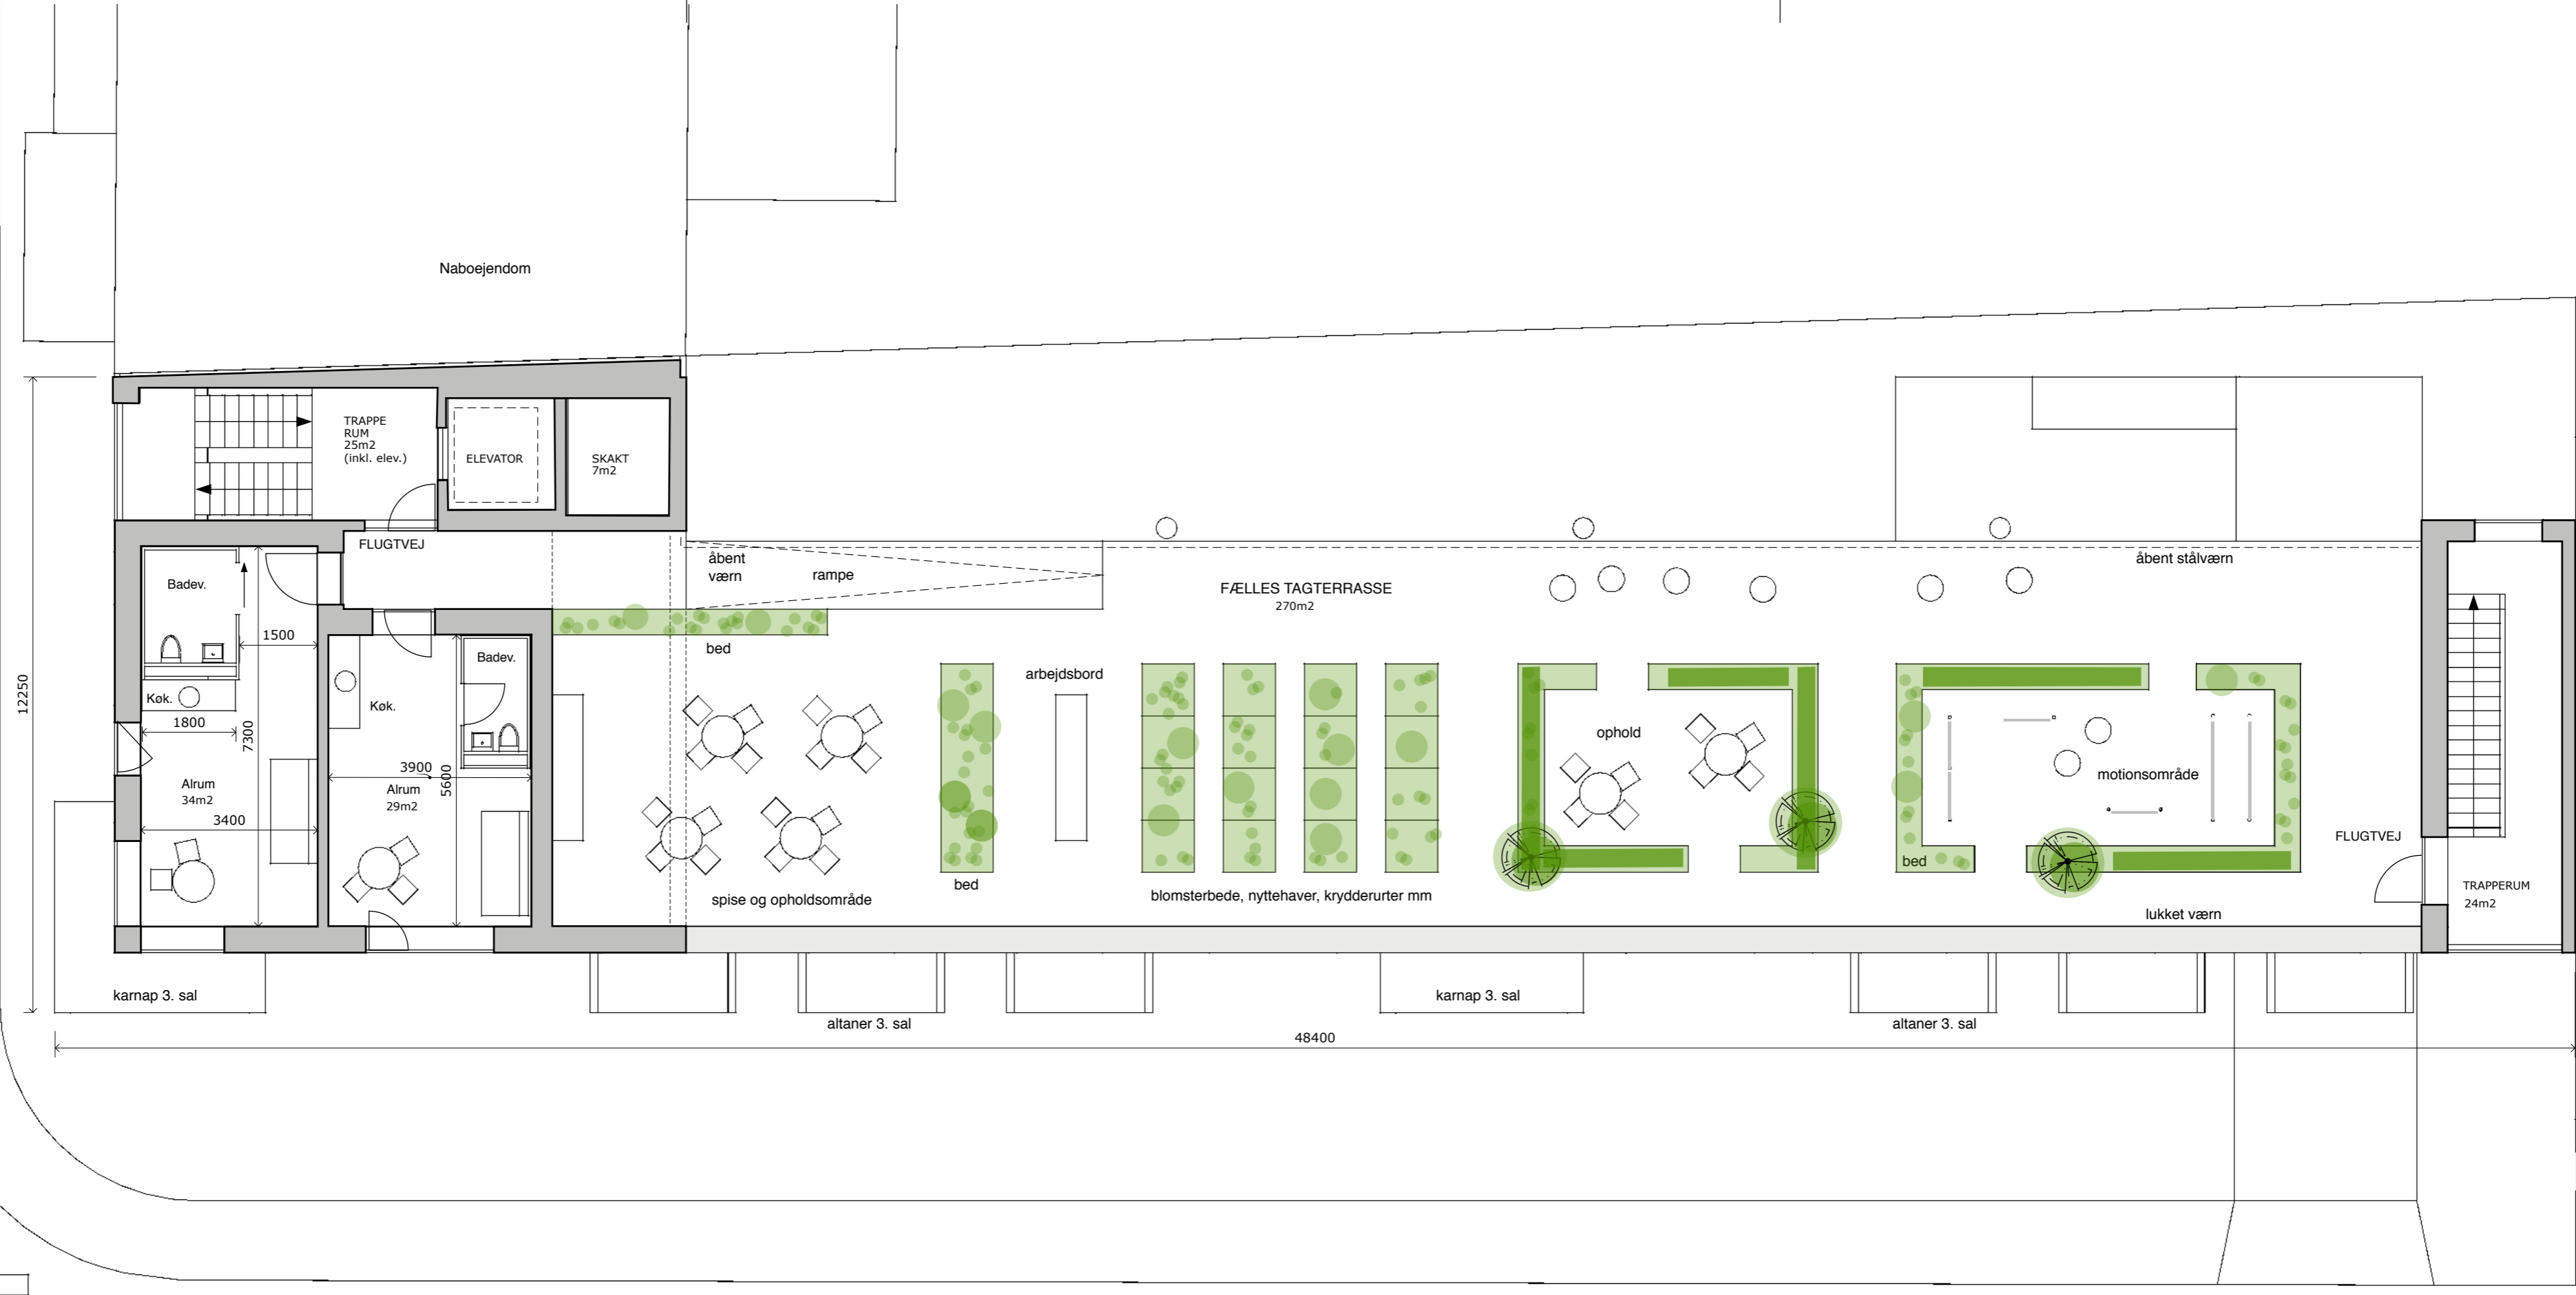 Naboejendom
TRAPPE
RUM
25m2
(inkl. elev.)
ELEVATOR
SKAKT
7m2
FLUGTVEJ
åbent
værn
rampe
åbent stålværn
FÆLLES TAGTERRASSE
270m2
Badev.
1500
bed
Badev.
arbejdsbord
12250
Køk.
Køk.
1800
7300
ophold
3900
5600
motionsområde
Alrum
34m2
Alrum
29m2
3400
FLUGTVEJ
bed
bed
spise og opholdsområde
blomsterbede, nyttehaver, krydderurter mm
TRAPPERUM
24m2
lukket værn
karnap 3. sal
karnap 3. sal
altaner 3. sal
altaner 3. sal
48400